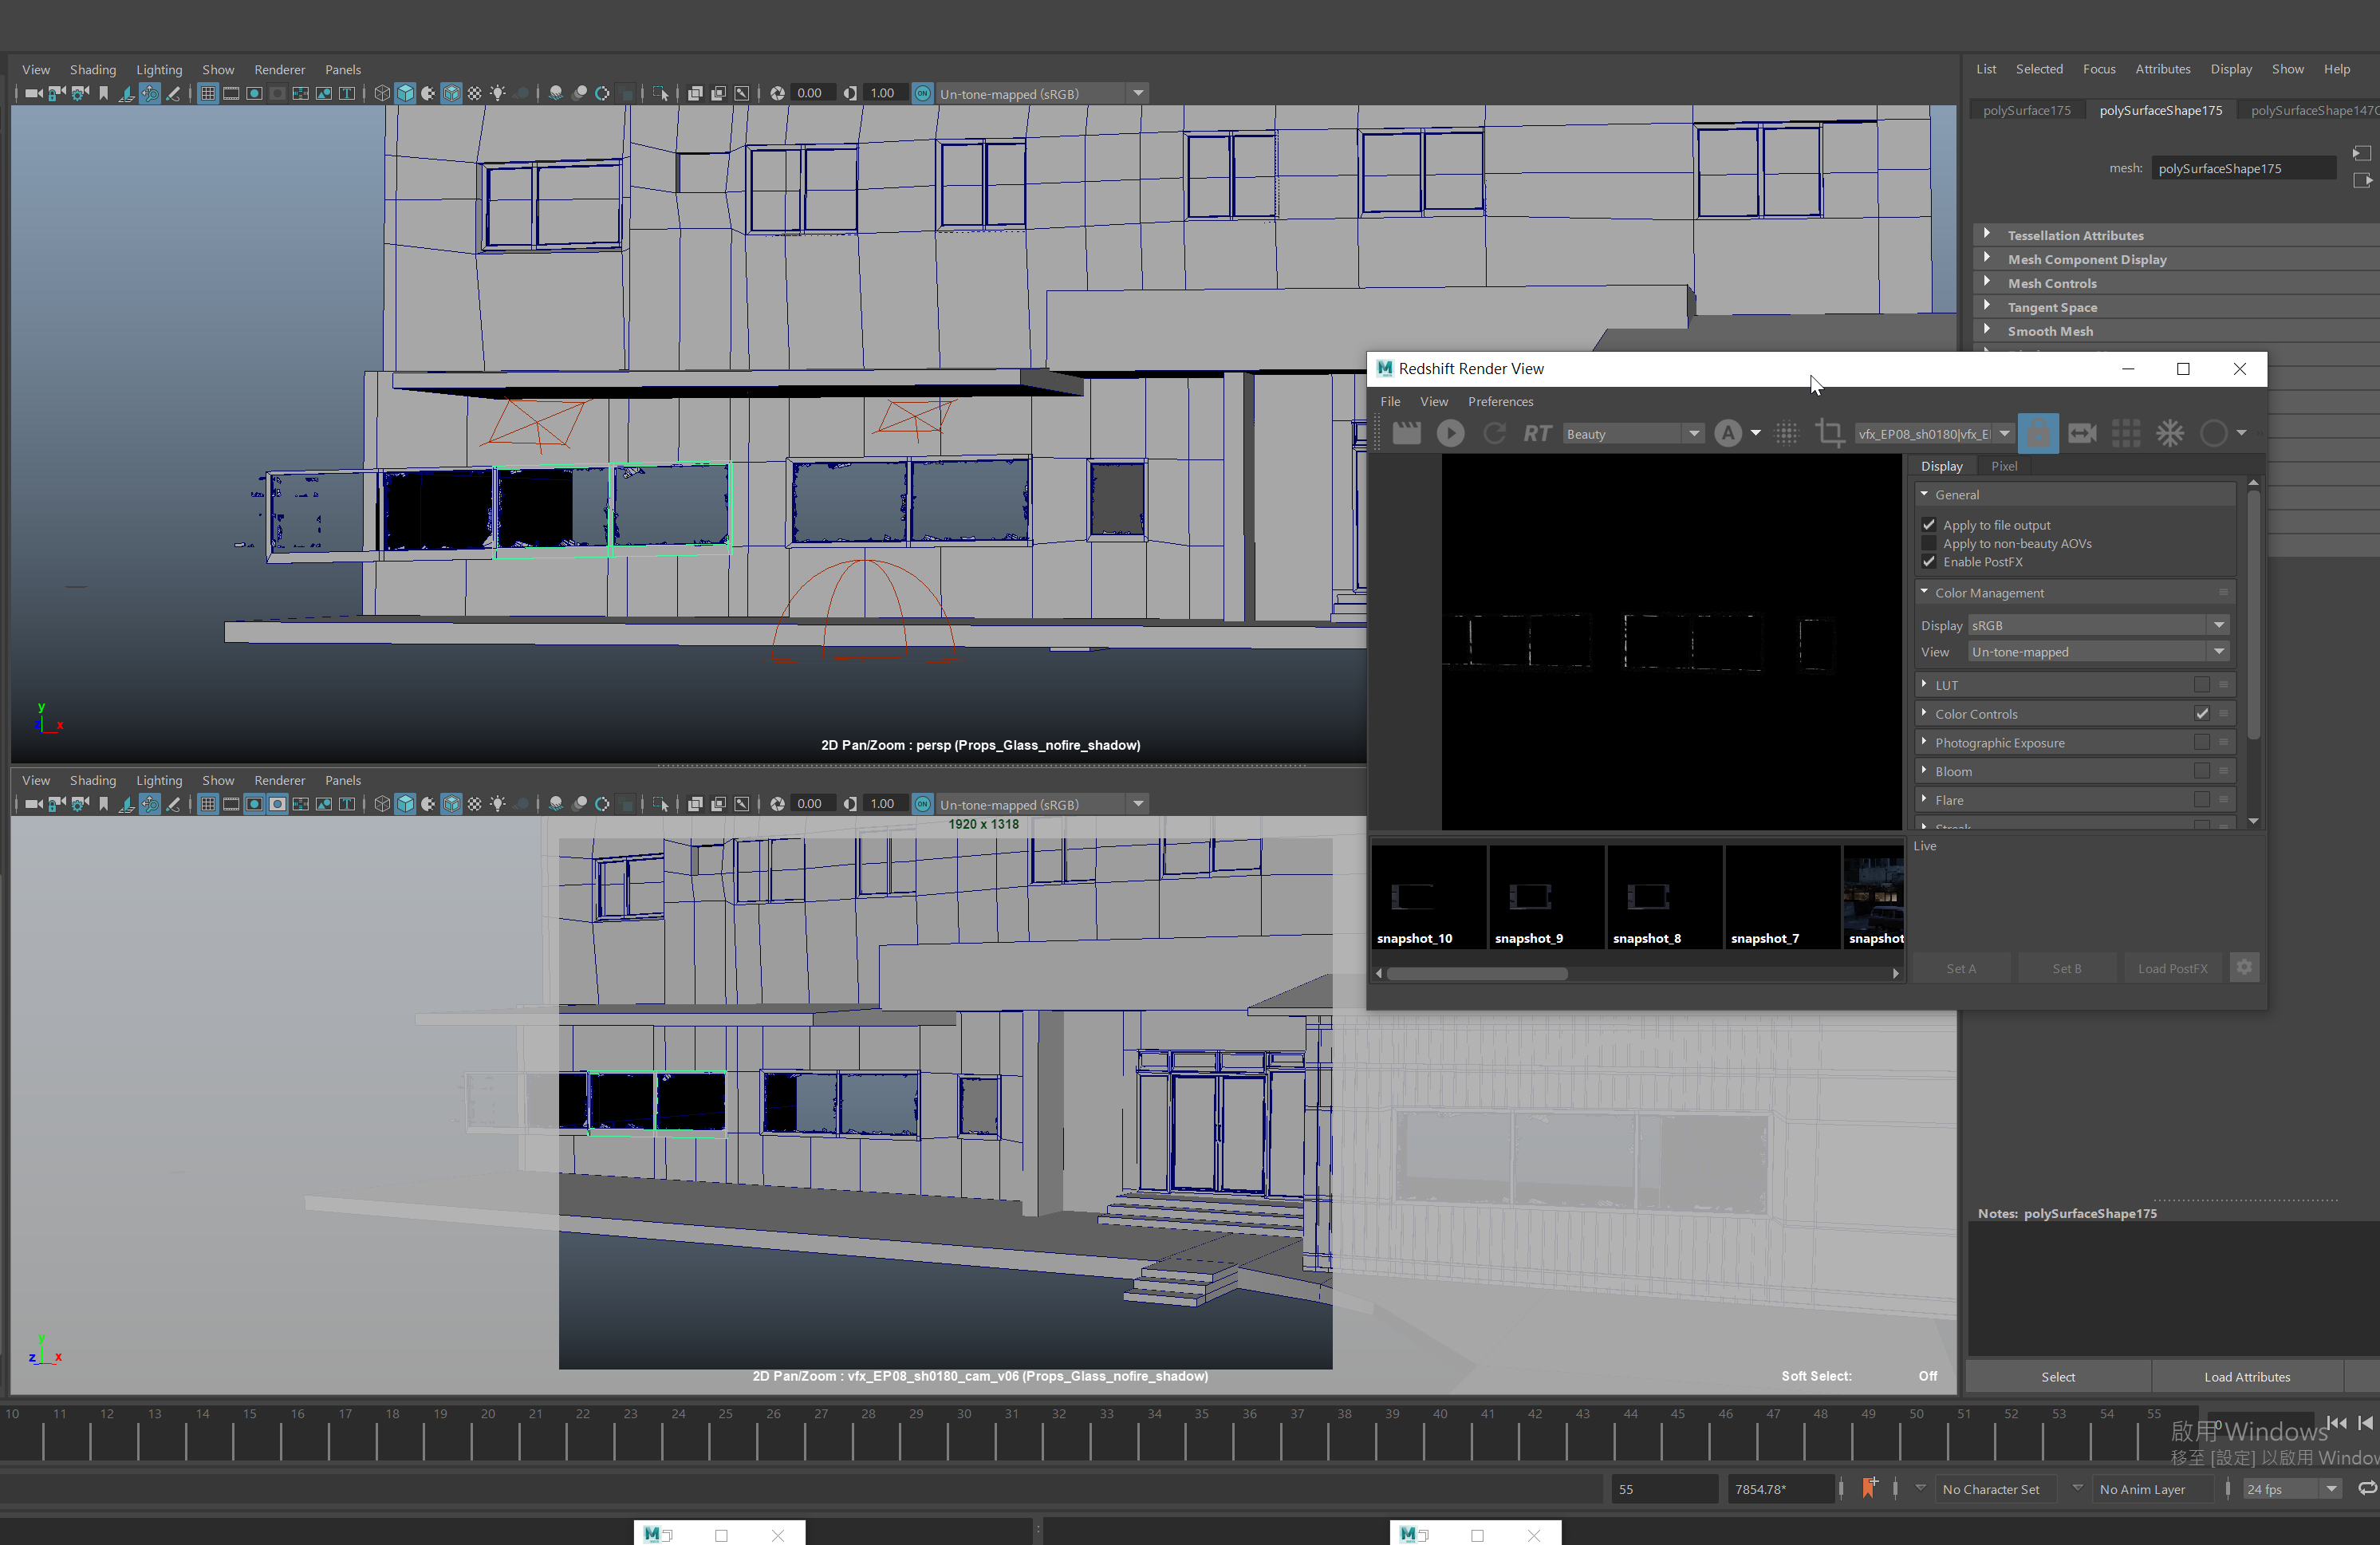 View Shading Lighting Show Renderer Panels
0.00 1.00 ON Un-tone-mapped (sRGB)
2D Pan/Zoom : persp (Props_Glass_nofire_shadow)
y
x
View Shading Lighting Show Renderer Panels
0.00 1.00 ON Un-tone-mapped (sRGB)
1920 x 1318
2D Pan/Zoom : vfx_EP08_sh0180_cam_v06 (Props_Glass_nofire_shadow)
Soft Select: Off
y
z x
List Selected Focus Attributes Display Show Help
polySurface175 polySurfaceShape175 polySurfaceShape147O
mesh: polySurfaceShape175
Tessellation Attributes
Mesh Component Display
Mesh Controls
Tangent Space
Smooth Mesh
Redshift Render View
File View Preferences
RT Beauty A vfx_EP08_sh0180|vfx_E
Display Pixel
General
Apply to file output
Apply to non-beauty AOVs
Enable PostFX
Color Management
Display sRGB
View Un-tone-mapped
LUT
Color Controls
Photographic Exposure
Bloom
Flare
Streak
snapshot_10 snapshot_9 snapshot_8 snapshot_7 snapshot
Live
Set A Set B Load PostFX
Notes: polySurfaceShape175
Select Load Attributes
10 11 12 13 14 15 16 17 18 19 20 21 22 23 24 25 26 27 28 29 30 31 32 33 34 35 36 37 38 39 40 41 42 43 44 45 46 47 48 49 50 51 52 53 54 55
0
啟用 Windows
移至 [設定] 以啟用 Window
55 7854.78* No Character Set No Anim Layer 24 fps
M M